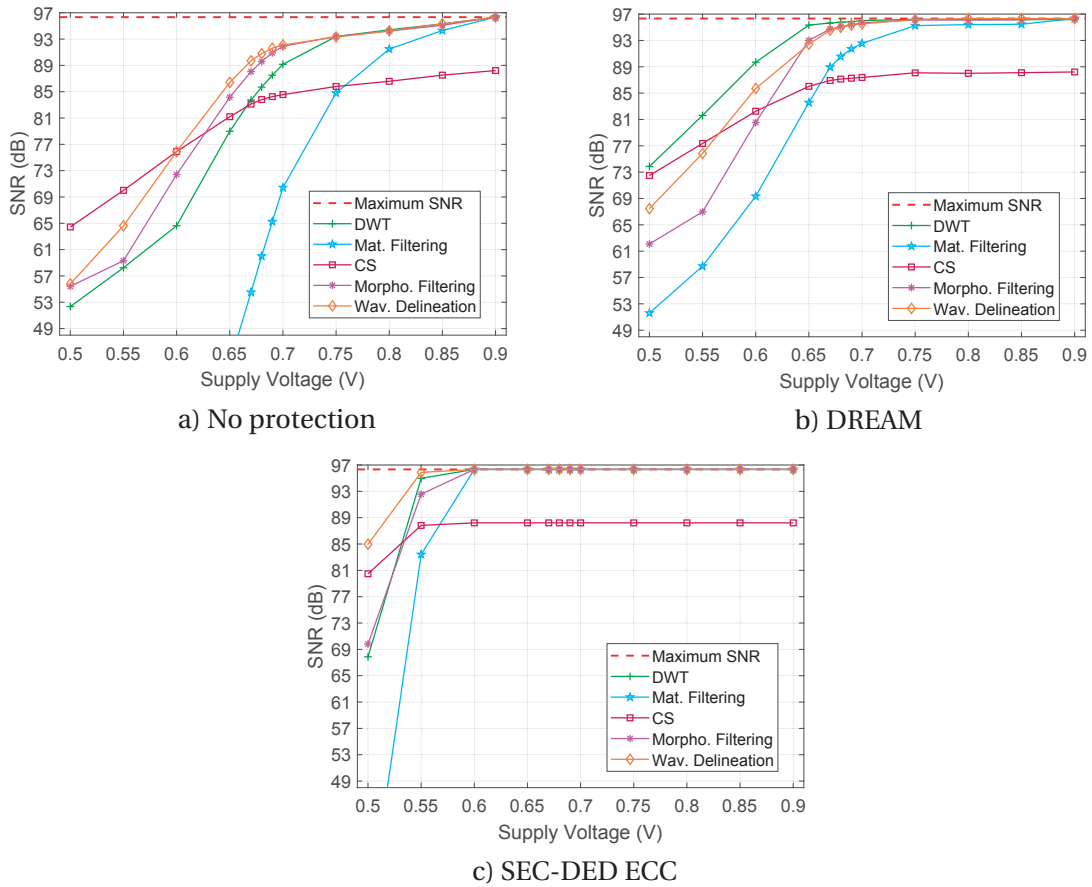 97
93
89
85
81
77
73
69
65
61
57
53
49
SNR (dB)
Maximum SNR
DWT
Mat. Filtering
CS
Morpho. Filtering
Wav. Delineation
0.5 0.55 0.6 0.65 0.7 0.75 0.8 0.85 0.9
Supply Voltage (V)
a) No protection
97
93
89
85
81
77
73
69
65
61
57
53
49
SNR (dB)
Maximum SNR
DWT
Mat. Filtering
CS
Morpho. Filtering
Wav. Delineation
0.5 0.55 0.6 0.65 0.7 0.75 0.8 0.85 0.9
Supply Voltage (V)
b) DREAM
97
93
89
85
81
77
73
69
65
61
57
53
49
SNR (dB)
Maximum SNR
DWT
Mat. Filtering
CS
Morpho. Filtering
Wav. Delineation
0.5 0.55 0.6 0.65 0.7 0.75 0.8 0.85 0.9
Supply Voltage (V)
c) SEC-DED ECC